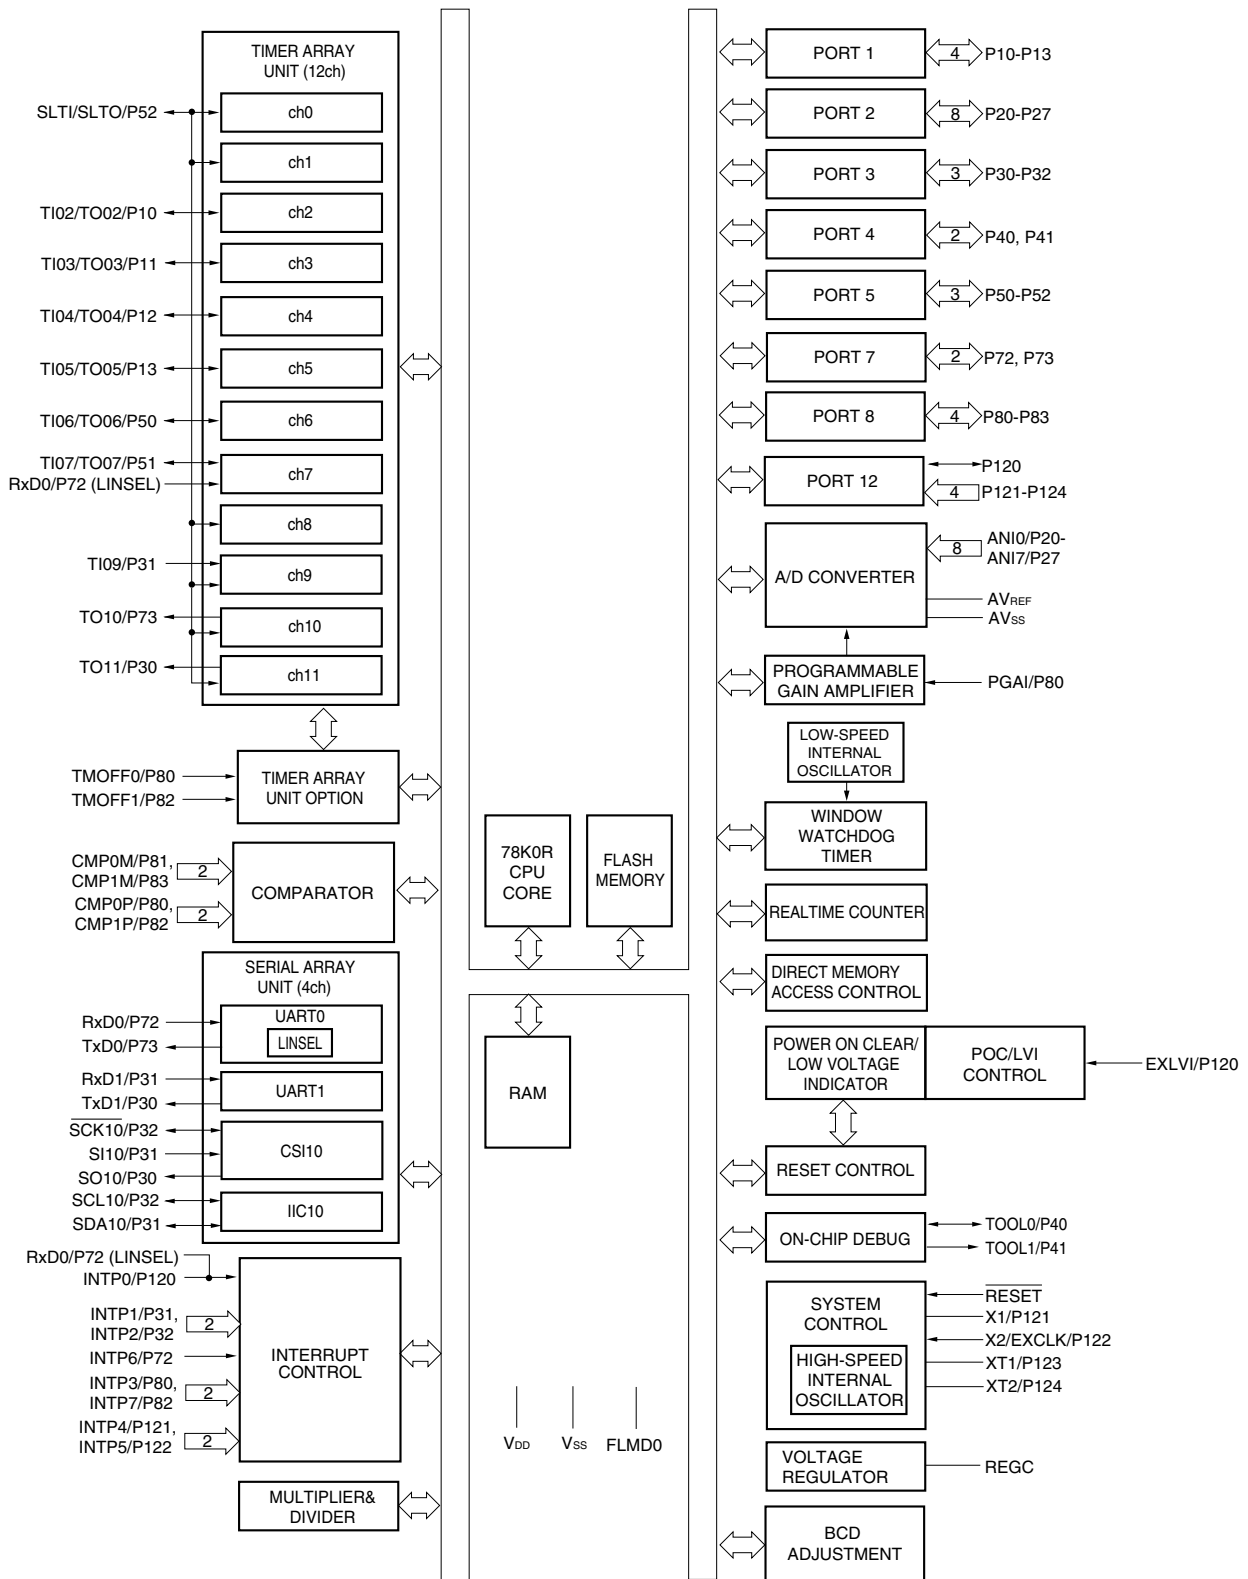 TIMER ARRAY
UNIT (12ch)
SLTI/SLTO/P52
ch0
ch1
TI02/TO02/P10
ch2
TI03/TO03/P11
ch3
TI04/TO04/P12
ch4
TI05/TO05/P13
ch5
TI06/TO06/P50
ch6
TI07/TO07/P51
RxD0/P72 (LINSEL)
ch7
ch8
TI09/P31
ch9
TO10/P73
ch10
TO11/P30
ch11
TMOFF0/P80
TMOFF1/P82
TIMER ARRAY
UNIT OPTION
CMP0M/P81,
CMP1M/P83
2
CMP0P/P80,
CMP1P/P82
2
COMPARATOR
SERIAL ARRAY
UNIT (4ch)
RxD0/P72
TxD0/P73
UART0
LINSEL
RxD1/P31
TxD1/P30
UART1
SCK10/P32
SI10/P31
SO10/P30
CSI10
SCL10/P32
SDA10/P31
IIC10
RxD0/P72 (LINSEL)
INTP0/P120
INTP1/P31,
INTP2/P32
2
INTP6/P72
INTP3/P80,
INTP7/P82
2
INTP4/P121,
INTP5/P122
2
INTERRUPT
CONTROL
MULTIPLIER&
DIVIDER
78K0R
CPU
CORE
FLASH
MEMORY
RAM
VDD
VSS
FLMD0
PORT 1
4
P10-P13
PORT 2
8
P20-P27
PORT 3
3
P30-P32
PORT 4
2
P40, P41
PORT 5
3
P50-P52
PORT 7
2
P72, P73
PORT 8
4
P80-P83
PORT 12
P120
4
P121-P124
A/D CONVERTER
8
ANI0/P20-
ANI7/P27
AVREF
AVSS
PROGRAMMABLE
GAIN AMPLIFIER
PGAI/P80
LOW-SPEED
INTERNAL
OSCILLATOR
WINDOW
WATCHDOG
TIMER
REALTIME COUNTER
DIRECT MEMORY
ACCESS CONTROL
POWER ON CLEAR/
LOW VOLTAGE
INDICATOR
POC/LVI
CONTROL
EXLVI/P120
RESET CONTROL
ON-CHIP DEBUG
TOOL0/P40
TOOL1/P41
SYSTEM
CONTROL
HIGH-SPEED
INTERNAL
OSCILLATOR
RESET
X1/P121
X2/EXCLK/P122
XT1/P123
XT2/P124
VOLTAGE
REGULATOR
REGC
BCD
ADJUSTMENT